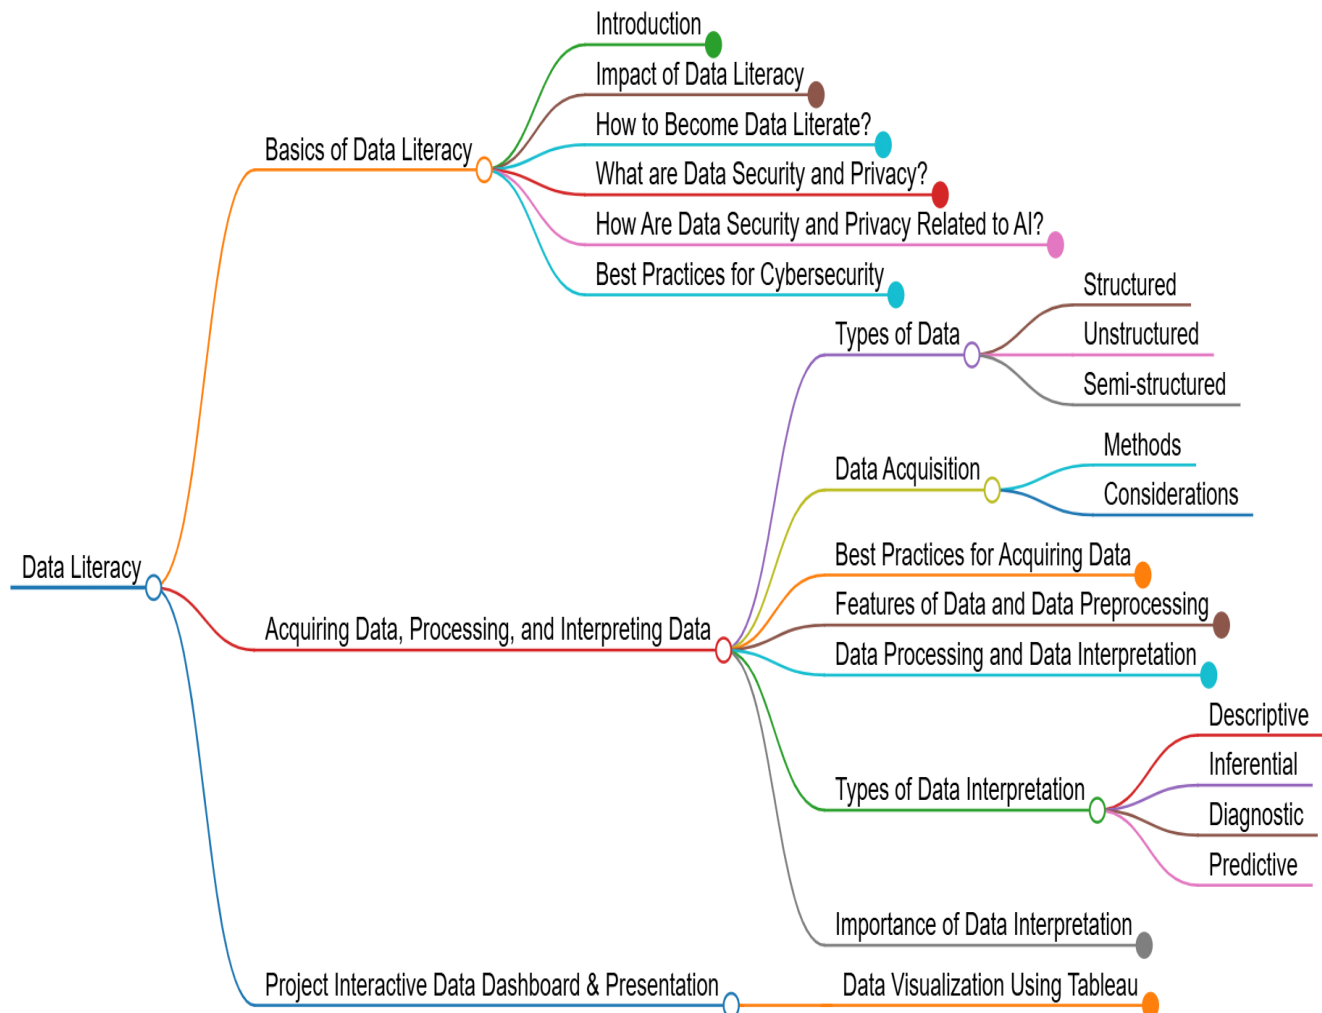 Introduction
Impact of Data Literacy
How to Become Data Literate?
Basics of Data Literacy
What are Data Security and Privacy?
How Are Data Security and Privacy Related to AI?
Best Practices for Cybersecurity
Structured
Types of Data
Unstructured
Semi-structured
Methods
Data Acquisition
Considerations
Best Practices for Acquiring Data
Data Literacy
Features of Data and Data Preprocessing
Acquiring Data, Processing, and Interpreting Data
Data Processing and Data Interpretation
Descriptive
Inferential
Types of Data Interpretation
Diagnostic
Predictive
Importance of Data Interpretation
Project Interactive Data Dashboard & Presentation
Data Visualization Using Tableau